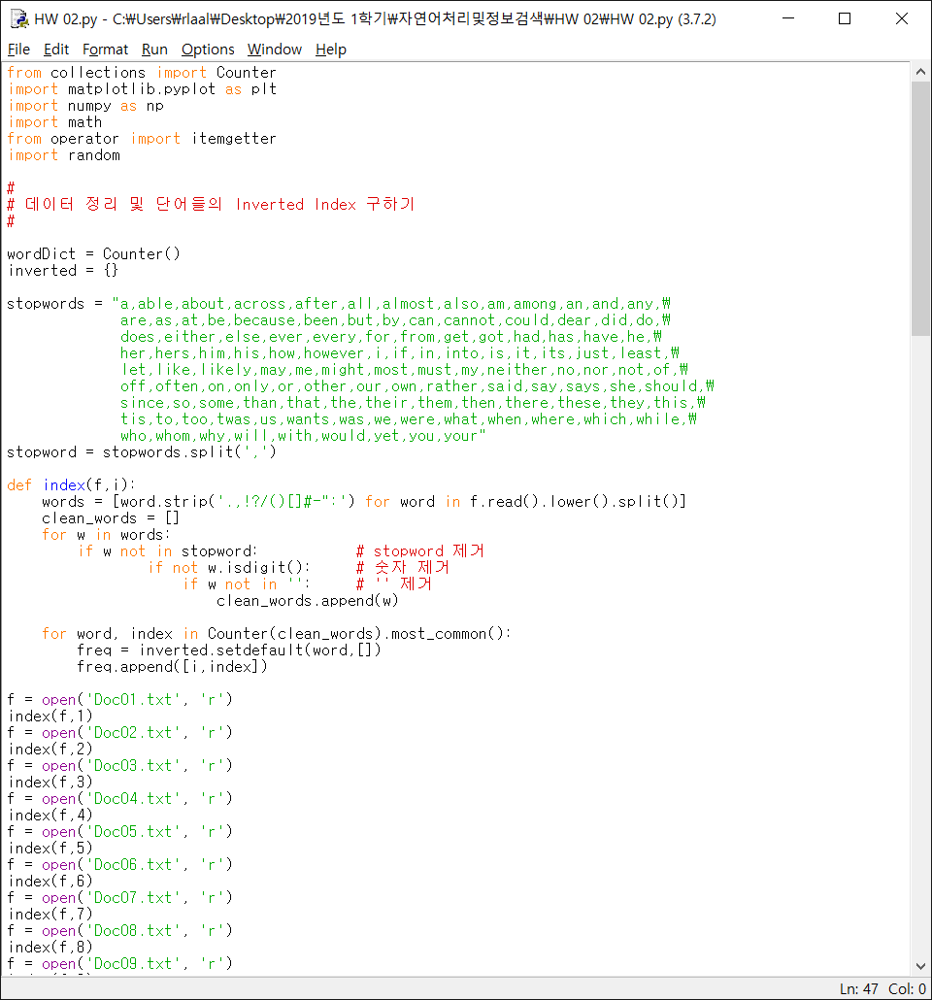 HW 02.py - C:₩Users₩rlaal₩Desktop₩2019년도 1학기₩자연어처리및정보검색₩HW 02₩HW 02.py (3.7.2)
File Edit Format Run Options Window Help
from collections import Counter
import matplotlib.pyplot as plt
import numpy as np
import math
from operator import itemgetter
import random
#
# 데이터 정리 및 단어들의 Inverted Index 구하기
#
wordDict = Counter()
inverted = {}
stopwords = "a,able,about,across,after,all,almost,also,am,among,an,and,any,₩
are,as,at,be,because,been,but,by,can,cannot,could,dear,did,do,₩
does,either,else,ever,every,for,from,get,got,had,has,have,he,₩
her,hers,him,his,how,however,i,if,in,into,is,it,its,just,least,₩
let,like,likely,may,me,might,most,must,my,neither,no,nor,not,of,₩
off,often,on,only,or,other,our,own,rather,said,say,says,she,should,₩
since,so,some,than,that,the,their,them,then,there,these,they,this,₩
tis,to,too,twas,us,wants,was,we,were,what,when,where,which,while,₩
who,whom,why,will,with,would,yet,you,your"
stopword = stopwords.split(',')
def index(f,i):
    words = [word.strip('.,!?/()[]#-":') for word in f.read().lower().split()]
    clean_words = []
    for w in words:
        if w not in stopword:           # stopword 제거
                if not w.isdigit():     # 숫자 제거
                    if w not in '':     # '' 제거
                        clean_words.append(w)
    for word, index in Counter(clean_words).most_common():
        freq = inverted.setdefault(word,[])
        freq.append([i,index])
f = open('Doc01.txt', 'r')
index(f,1)
f = open('Doc02.txt', 'r')
index(f,2)
f = open('Doc03.txt', 'r')
index(f,3)
f = open('Doc04.txt', 'r')
index(f,4)
f = open('Doc05.txt', 'r')
index(f,5)
f = open('Doc06.txt', 'r')
index(f,6)
f = open('Doc07.txt', 'r')
index(f,7)
f = open('Doc08.txt', 'r')
index(f,8)
f = open('Doc09.txt', 'r')
Ln: 47 Col: 0